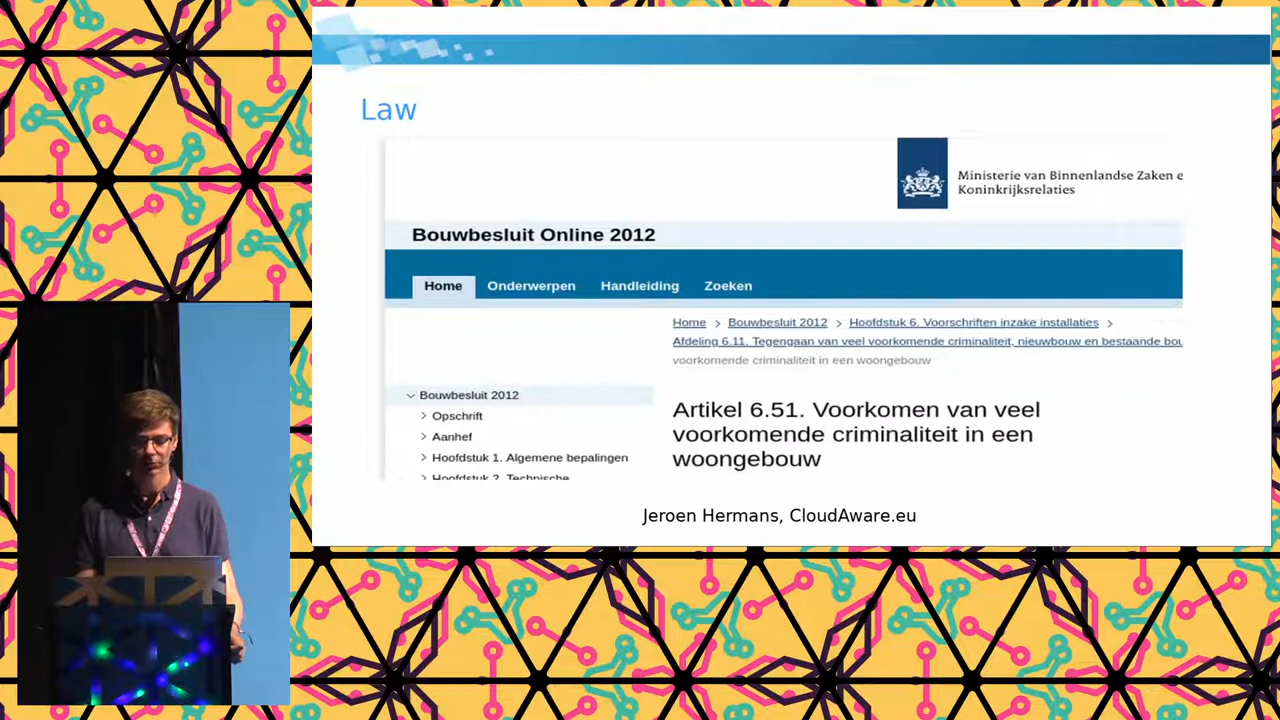 Law
Ministerie van Binnenlandse Zaken e
Koninkrijksrelaties
Bouwbesluit Online 2012
Home Onderwerpen Handleiding Zoeken
Home > Bouwbesluit 2012 > Hoofdstuk 6. Voorschriften inzake installaties >
Afdeling 6.11. Tegengaan van veel voorkomende criminaliteit, nieuwbouw en bestaande bou
voorkomende criminaliteit in een woongebouw
Bouwbesluit 2012
Opschrift
Aanhef
Hoofdstuk 1. Algemene bepalingen
Hoofdstuk 2. Technische
Artikel 6.51. Voorkomen van veel
voorkomende criminaliteit in een
woongebouw
Jeroen Hermans, CloudAware.eu